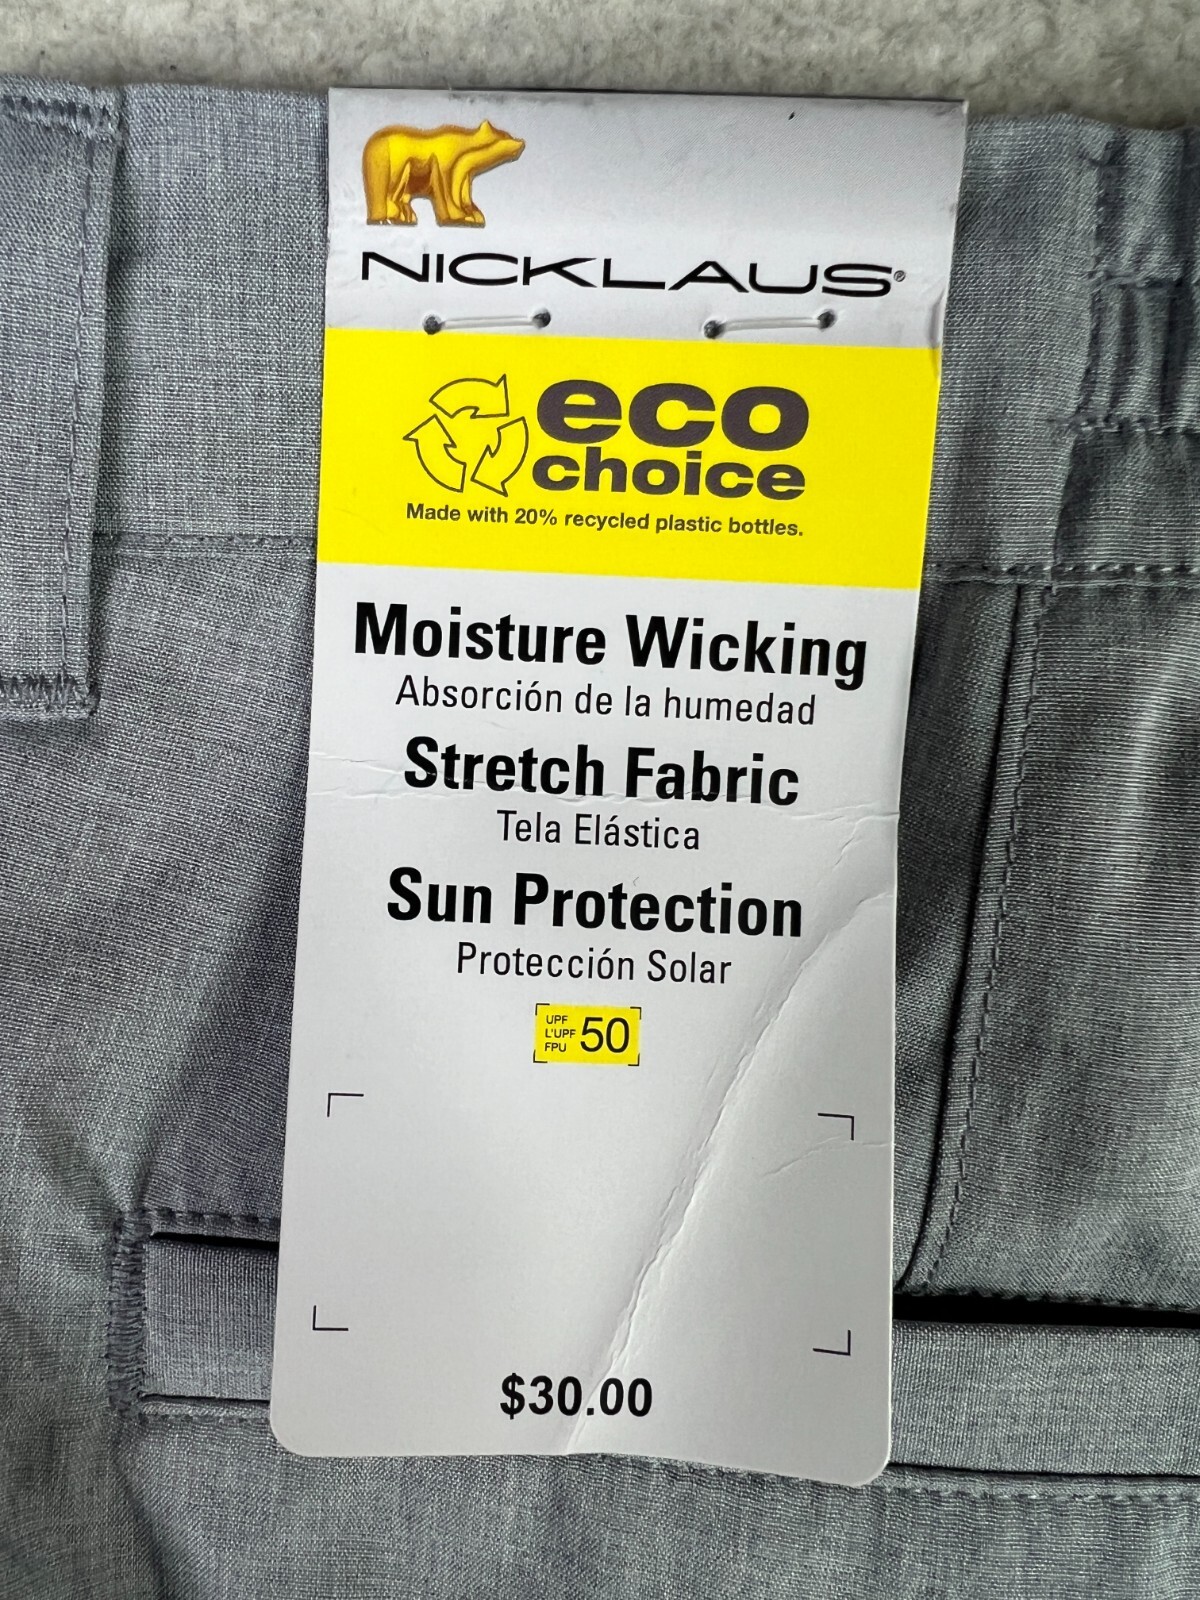 NICKLAUS®
eco
choice
Made with 20% recycled plastic bottles.
Moisture Wicking
Absorción de la humedad
Stretch Fabric
Tela Elástica
Sun Protection
Protección Solar
UPF
L'UPF 50
FPU
$30.00